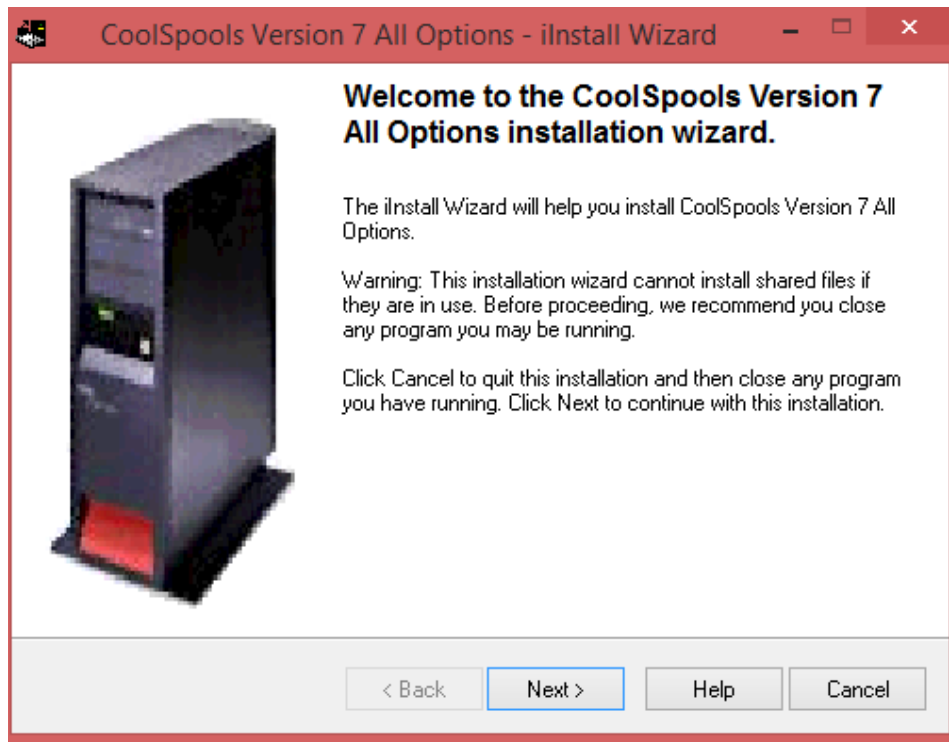 CoolSpools Version 7 All Options - iInstall Wizard
Welcome to the CoolSpools Version 7
All Options installation wizard.
The iInstall Wizard will help you install CoolSpools Version 7 All
Options.
Warning: This installation wizard cannot install shared files if
they are in use. Before proceeding, we recommend you close
any program you may be running.
Click Cancel to quit this installation and then close any program
you have running. Click Next to continue with this installation.
< Back
Next >
Help
Cancel